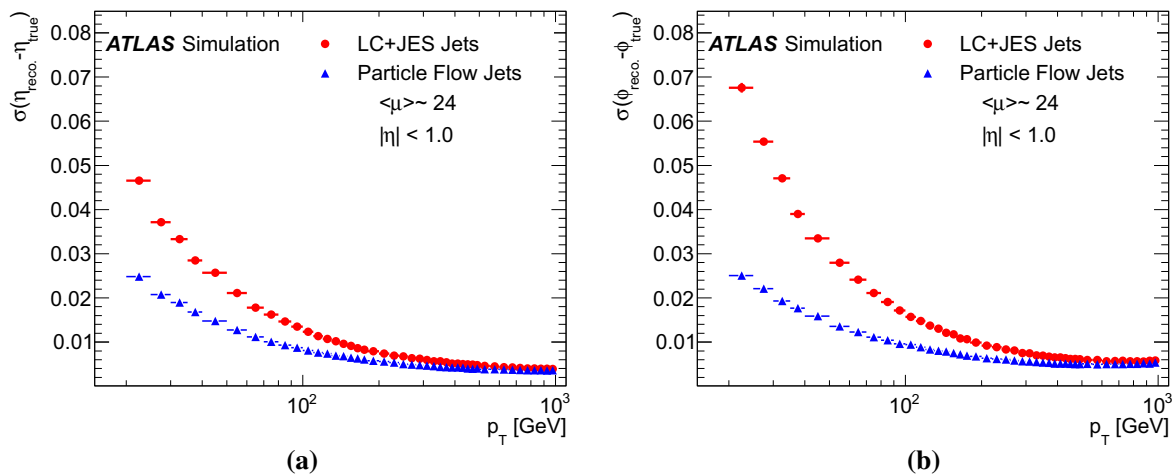 σ(η_reco.-η_true)
0.08
0.07
0.06
0.05
0.04
0.03
0.02
0.01
ATLAS Simulation
LC+JES Jets
Particle Flow Jets
<μ>~ 24
|η| < 1.0
10^2
10^3
p_T [GeV]
(a)
σ(ϕ_reco.-ϕ_true)
0.08
0.07
0.06
0.05
0.04
0.03
0.02
0.01
ATLAS Simulation
LC+JES Jets
Particle Flow Jets
<μ>~ 24
|η| < 1.0
10^2
10^3
p_T [GeV]
(b)